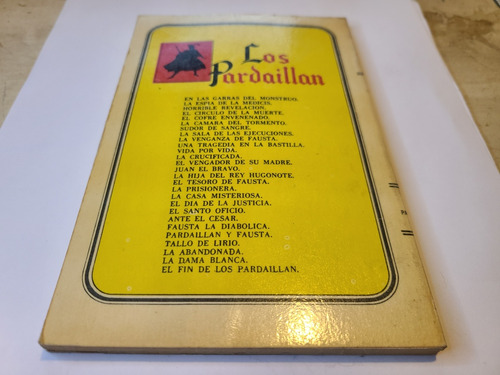 Los
Pardaillan
EN LAS GARRAS DEL MONSTRUO.
LA ESPIA DE LA MEDICIS.
HORRIBLE REVELACION.
EL CIRCULO DE LA MUERTE.
EL COFRE ENVENENADO.
LA CAMARA DEL TORMENTO.
SUDOR DE SANGRE.
LA SALA DE LAS EJECUCIONES.
LA VENGANZA DE FAUSTA.
UNA TRAGEDIA EN LA BASTILLA.
VIDA POR VIDA.
LA CRUCIFICADA.
EL VENGADOR DE SU MADRE.
JUAN EL BRAVO.
LA HIJA DEL REY HUGONOTE.
EL TESORO DE FAUSTA.
LA PRISIONERA.
LA CASA MISTERIOSA.
EL DIA DE LA JUSTICIA.
EL SANTO OFICIO.
ANTE EL CESAR.
FAUSTA LA DIABOLICA.
PARDAILLAN Y FAUSTA.
TALLO DE LIRIO.
LA ABANDONADA.
LA DAMA BLANCA.
EL FIN DE LOS PARDAILLAN.